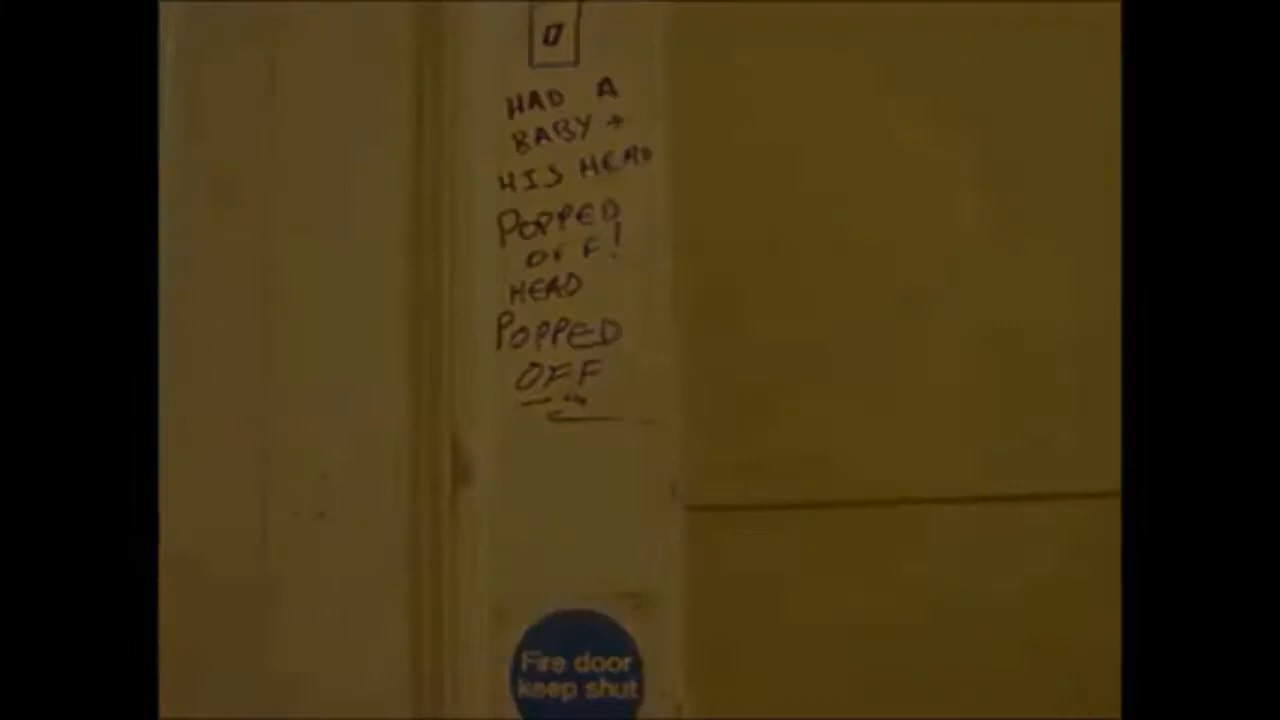 0
HAD A
BABY +
HIS HEAD
POPPED
OFF!
HEAD
POPPED
OFF
Fire door
keep shut